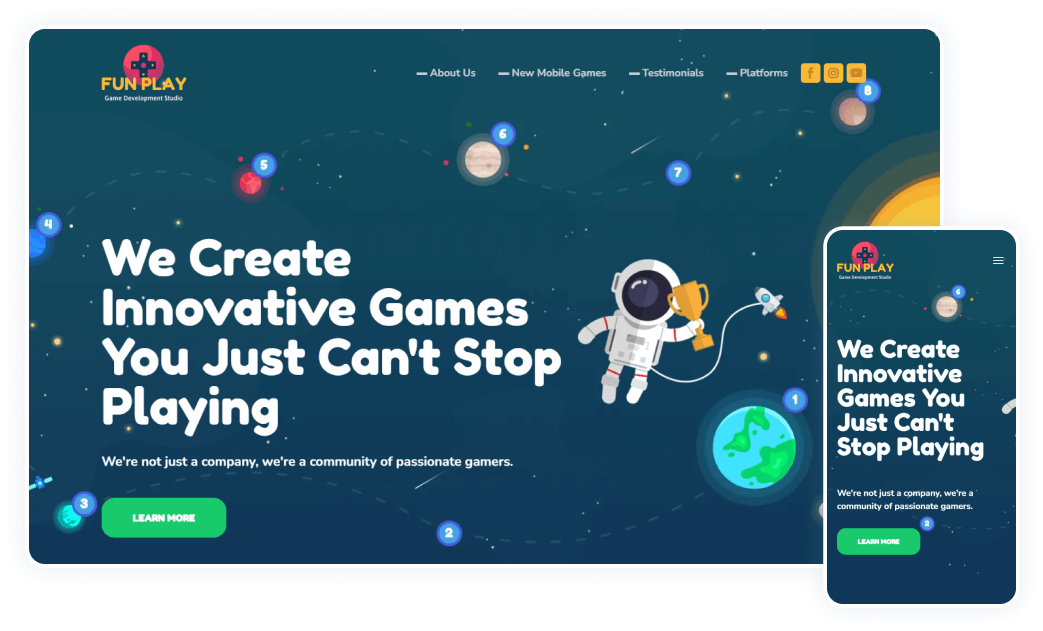 FUN PLAY
Game Development Studio
About Us
New Mobile Games
Testimonials
Platforms
8
6
5
7
4
We Create
Innovative Games
You Just Can't Stop
Playing
1
We're not just a company, we're a community of passionate gamers.
3
LEARN MORE
2
FUN PLAY
Game Development Studio
6
We Create
Innovative
Games You
Just Can't
Stop Playing
We're not just a company, we're a
community of passionate gamers.
2
LEARN MORE